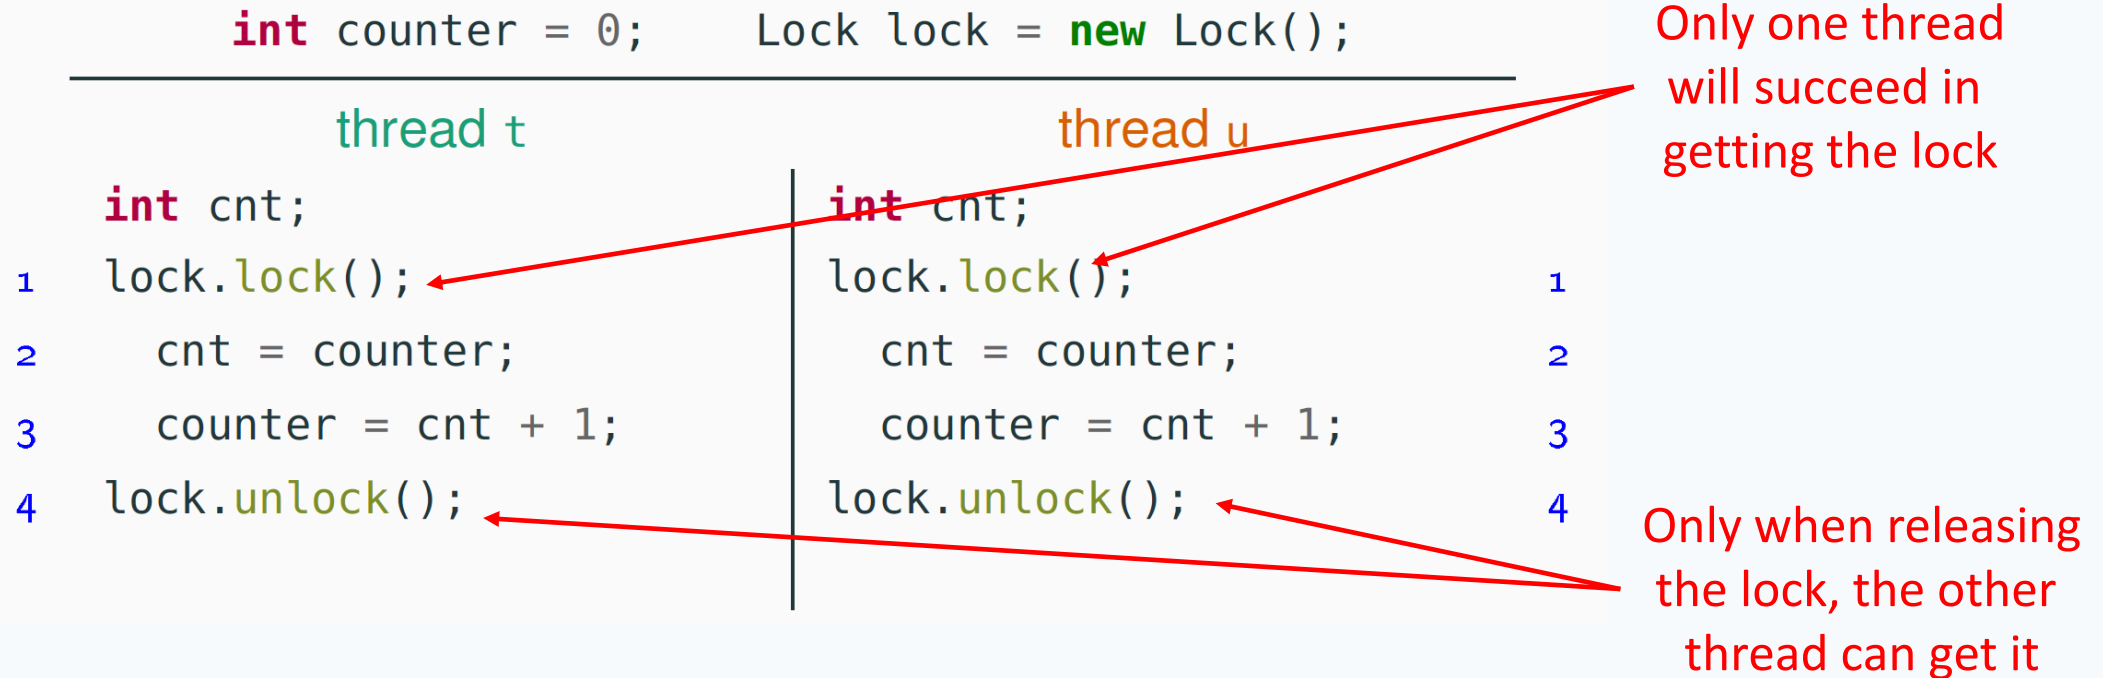 int counter = 0; Lock lock = new Lock();
thread t
int cnt;
1 lock.lock();
2 cnt = counter;
3 counter = cnt + 1;
4 lock.unlock();
thread u
int cnt;
lock.lock(); 1
cnt = counter; 2
counter = cnt + 1; 3
lock.unlock(); 4
Only one thread
will succeed in
getting the lock
Only when releasing
the lock, the other
thread can get it